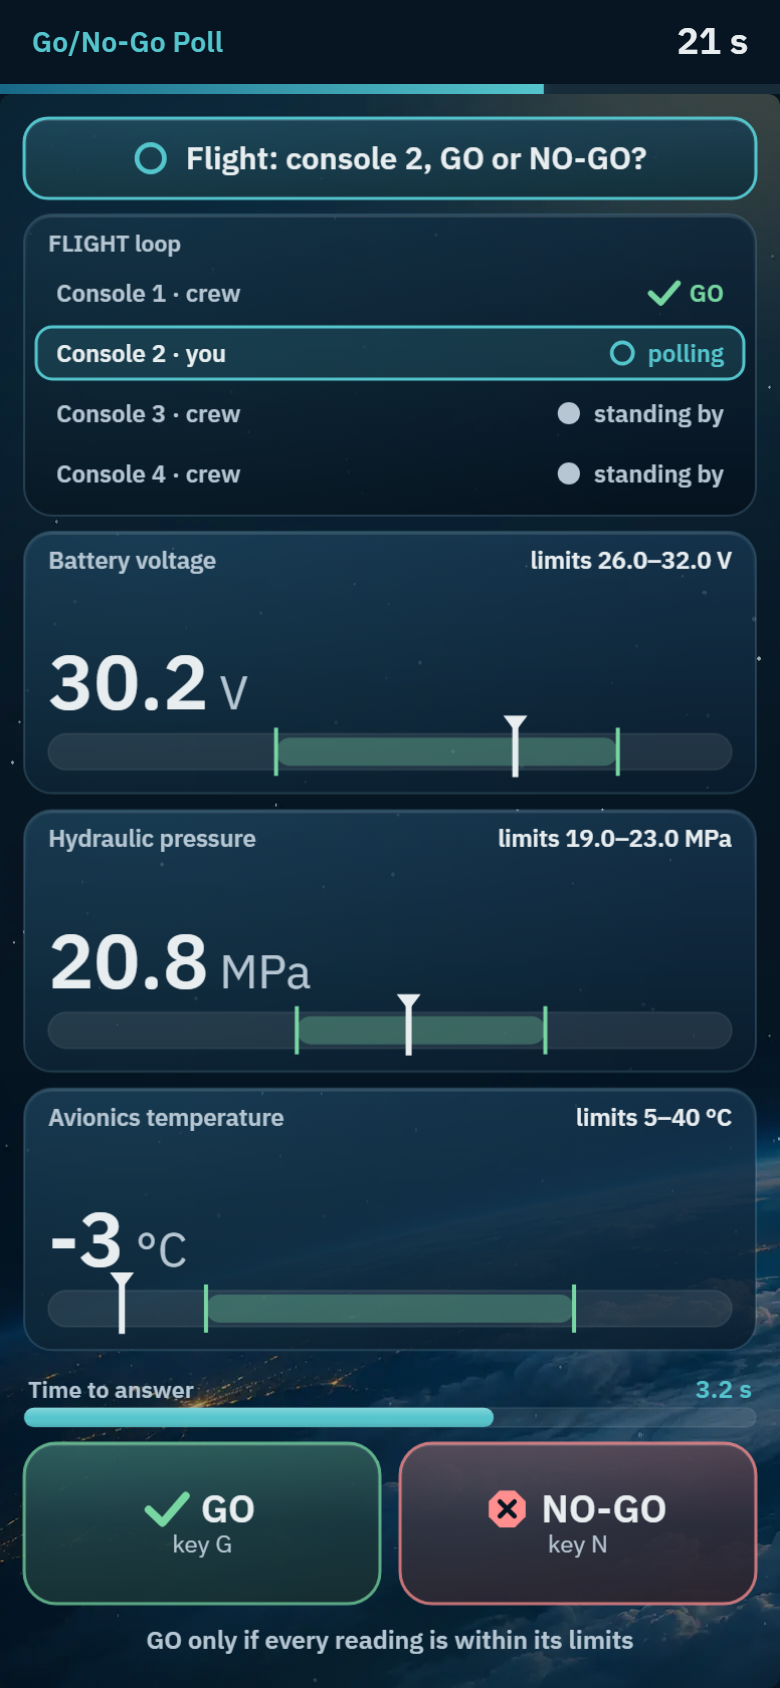 Go/No-Go Poll 21 s
Flight: console 2, GO or NO-GO?
FLIGHT loop
Console 1 · crew GO
Console 2 · you polling
Console 3 · crew standing by
Console 4 · crew standing by
Battery voltage limits 26.0–32.0 V
30.2 V
Hydraulic pressure limits 19.0–23.0 MPa
20.8 MPa
Avionics temperature limits 5–40 °C
-3 °C
Time to answer 3.2 s
GO NO-GO
key G key N
GO only if every reading is within its limits